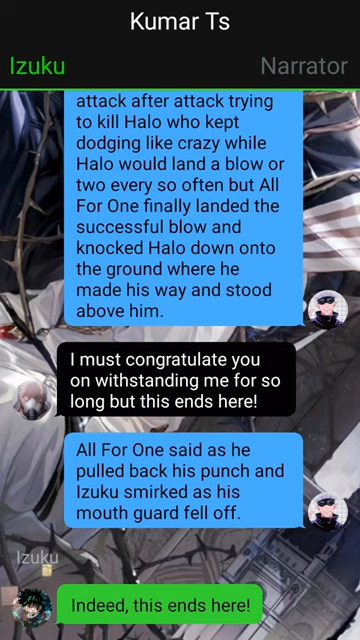 Kumar Ts
Izuku
Narrator
attack after attack trying
to kill Halo who kept
dodging like crazy while
Halo would land a blow or
two every so often but All
For One finally landed the
successful blow and
knocked Halo down onto
the ground where he
made his way and stood
above him.
I must congratulate you
on withstanding me for so
long but this ends here!
All For One said as he
pulled back his punch and
Izuku smirked as his
mouth guard fell off.
Izuku
Indeed, this ends here!